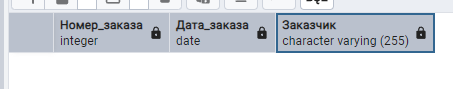 Номер_заказа
integer
Дата_заказа
date
Заказчик
character varying (255)